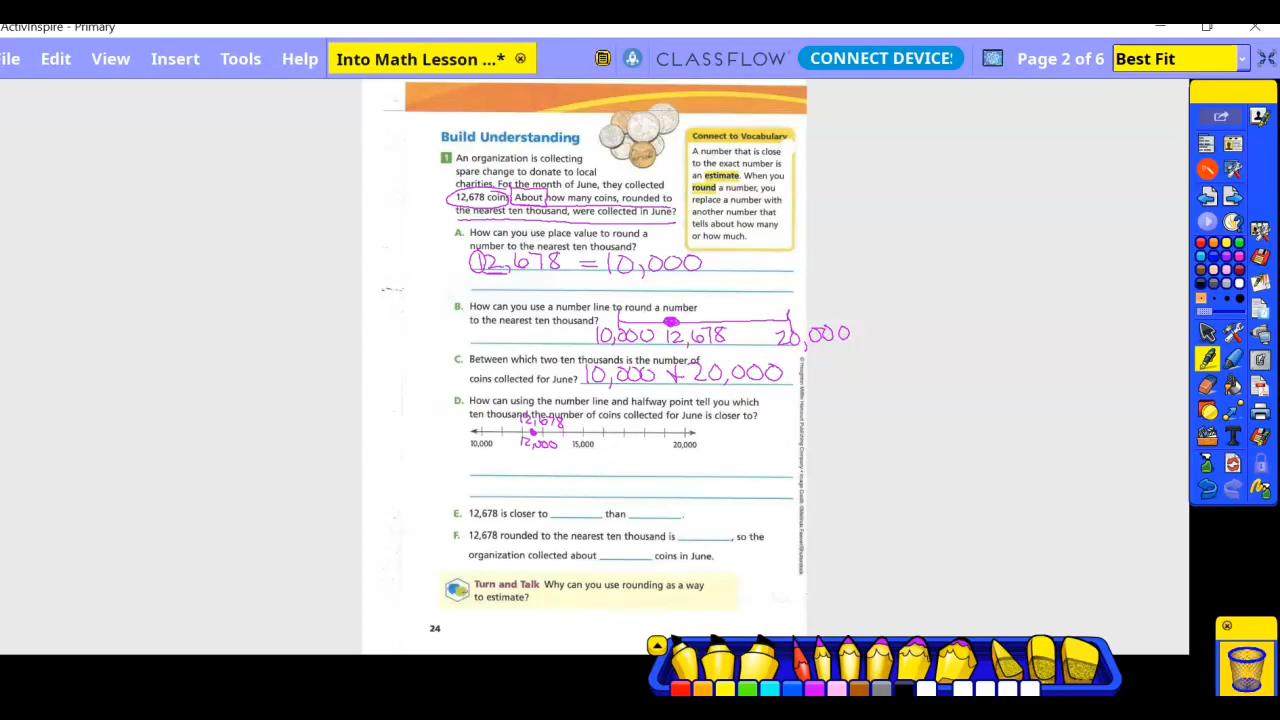 ActivInspire - Primary
File Edit View Insert Tools Help Into Math Lesson ...* CLASSFLOW CONNECT DEVICES Page 2 of 6 Best Fit
Build Understanding
1 An organization is collecting
spare change to donate to local
charities. For the month of June, they collected
12,678 coins. About how many coins, rounded to
the nearest ten thousand, were collected in June?
Connect to Vocabulary
A number that is close
to the exact number is
an estimate. When you
round a number, you
replace a number with
another number that
tells about how many
or how much.
A. How can you use place value to round a
number to the nearest ten thousand?
12,678 = 10,000
B. How can you use a number line to round a number
to the nearest ten thousand?
10,000 12,678 20,000
C. Between which two ten thousands is the number of
coins collected for June? 10,000 + 20,000
D. How can using the number line and halfway point tell you which
ten thousand the number of coins collected for June is closer to?
12,678
10,000 12,000 15,000 20,000
E. 12,678 is closer to ________ than ________.
F. 12,678 rounded to the nearest ten thousand is ________, so the
organization collected about ________ coins in June.
Turn and Talk Why can you use rounding as a way
to estimate?
24